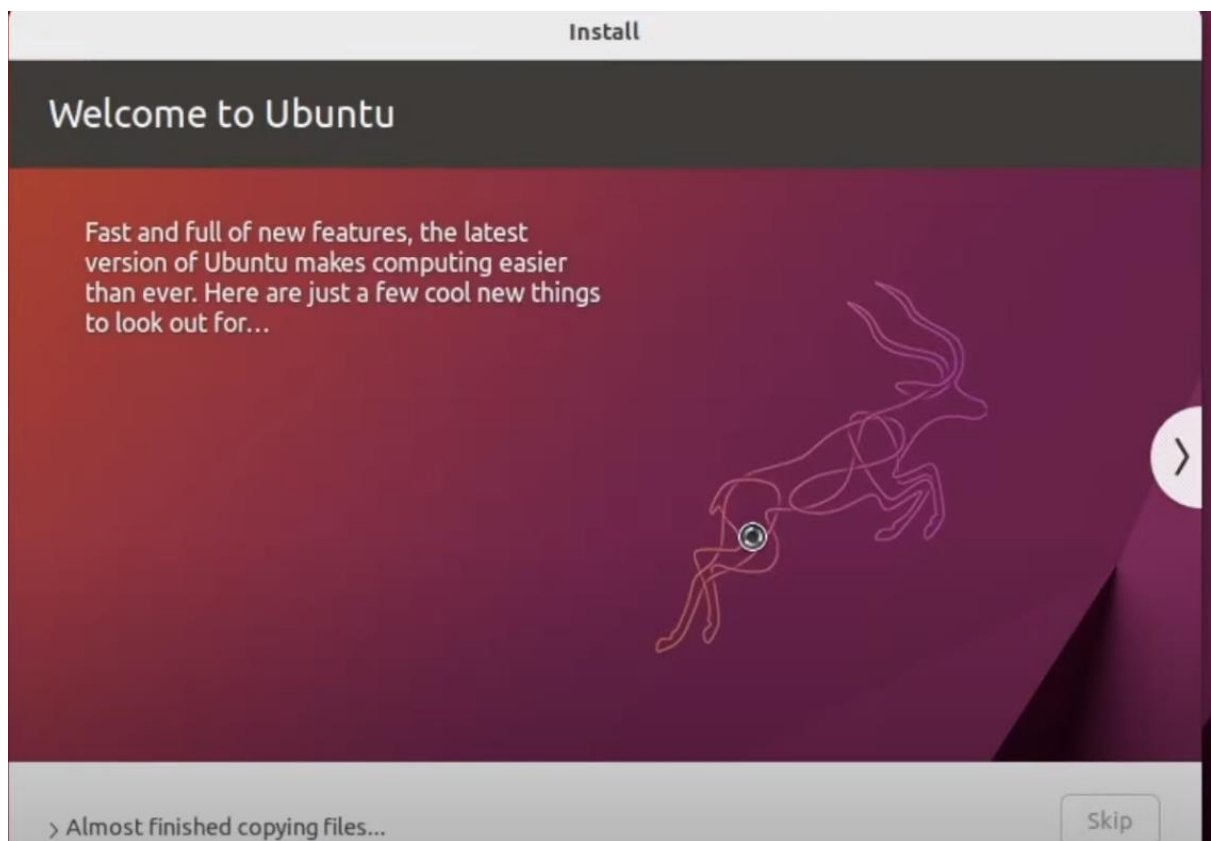 Install
Welcome to Ubuntu
Fast and full of new features, the latest
version of Ubuntu makes computing easier
than ever. Here are just a few cool new things
to look out for...
> Almost finished copying files...
Skip